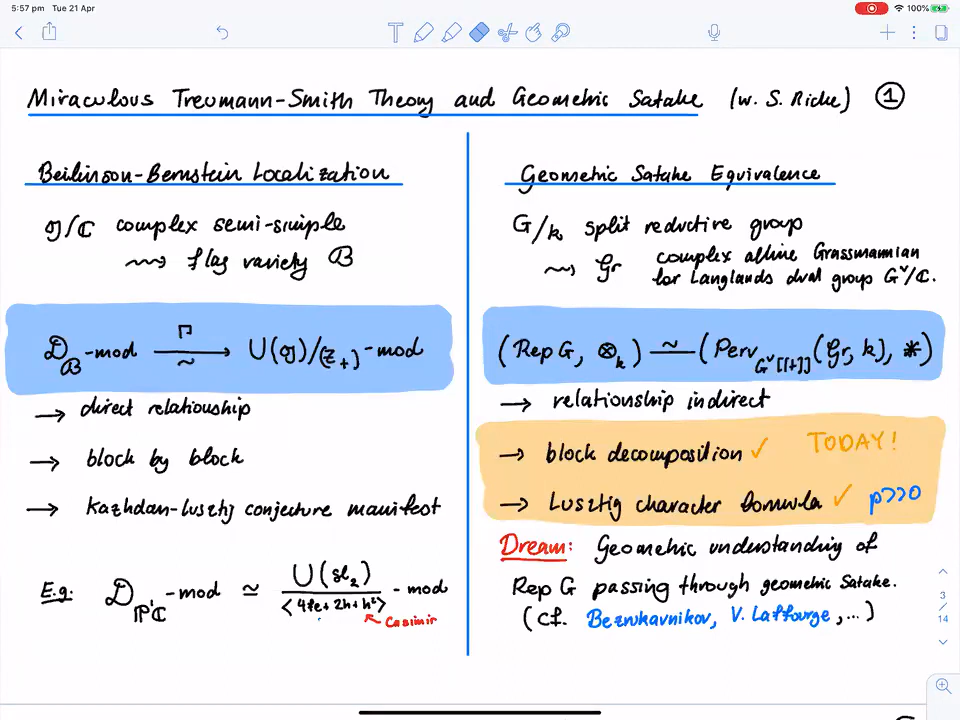 5:57 pm Tue 21 Apr
100%
Miraculous Treumann-Smith Theory and Geometric Satake (w. S. Riche) ①
Beilinson-Bernstein Localization
g/ℂ complex semi-simple
⇝ flag variety B
D_B-mod —Γ~→ U(g)/(z₊)-mod
→ direct relationship
→ block by block
→ Kazhdan-Lusztig conjecture manifest
E.g: D_{P¹ℂ}-mod ≃ U(sl₂)/<4fe+2h+h²> -mod
Casimir
Geometric Satake Equivalence
G/k split reductive group
⇝ Gr complex affine Grassmannian
for Langlands dual group G^∨/ℂ.
(Rep G, ⊗_k) —~→ (Perv_{G^∨[[t]]}(Gr, k), *)
→ relationship indirect
→ block decomposition ✓ TODAY!
→ Lusztig character formula ✓ p>>0
Dream: Geometric understanding of
Rep G passing through geometric Satake.
(cf. Bezrukavnikov, V. Lafforge, ...)
3
/
14